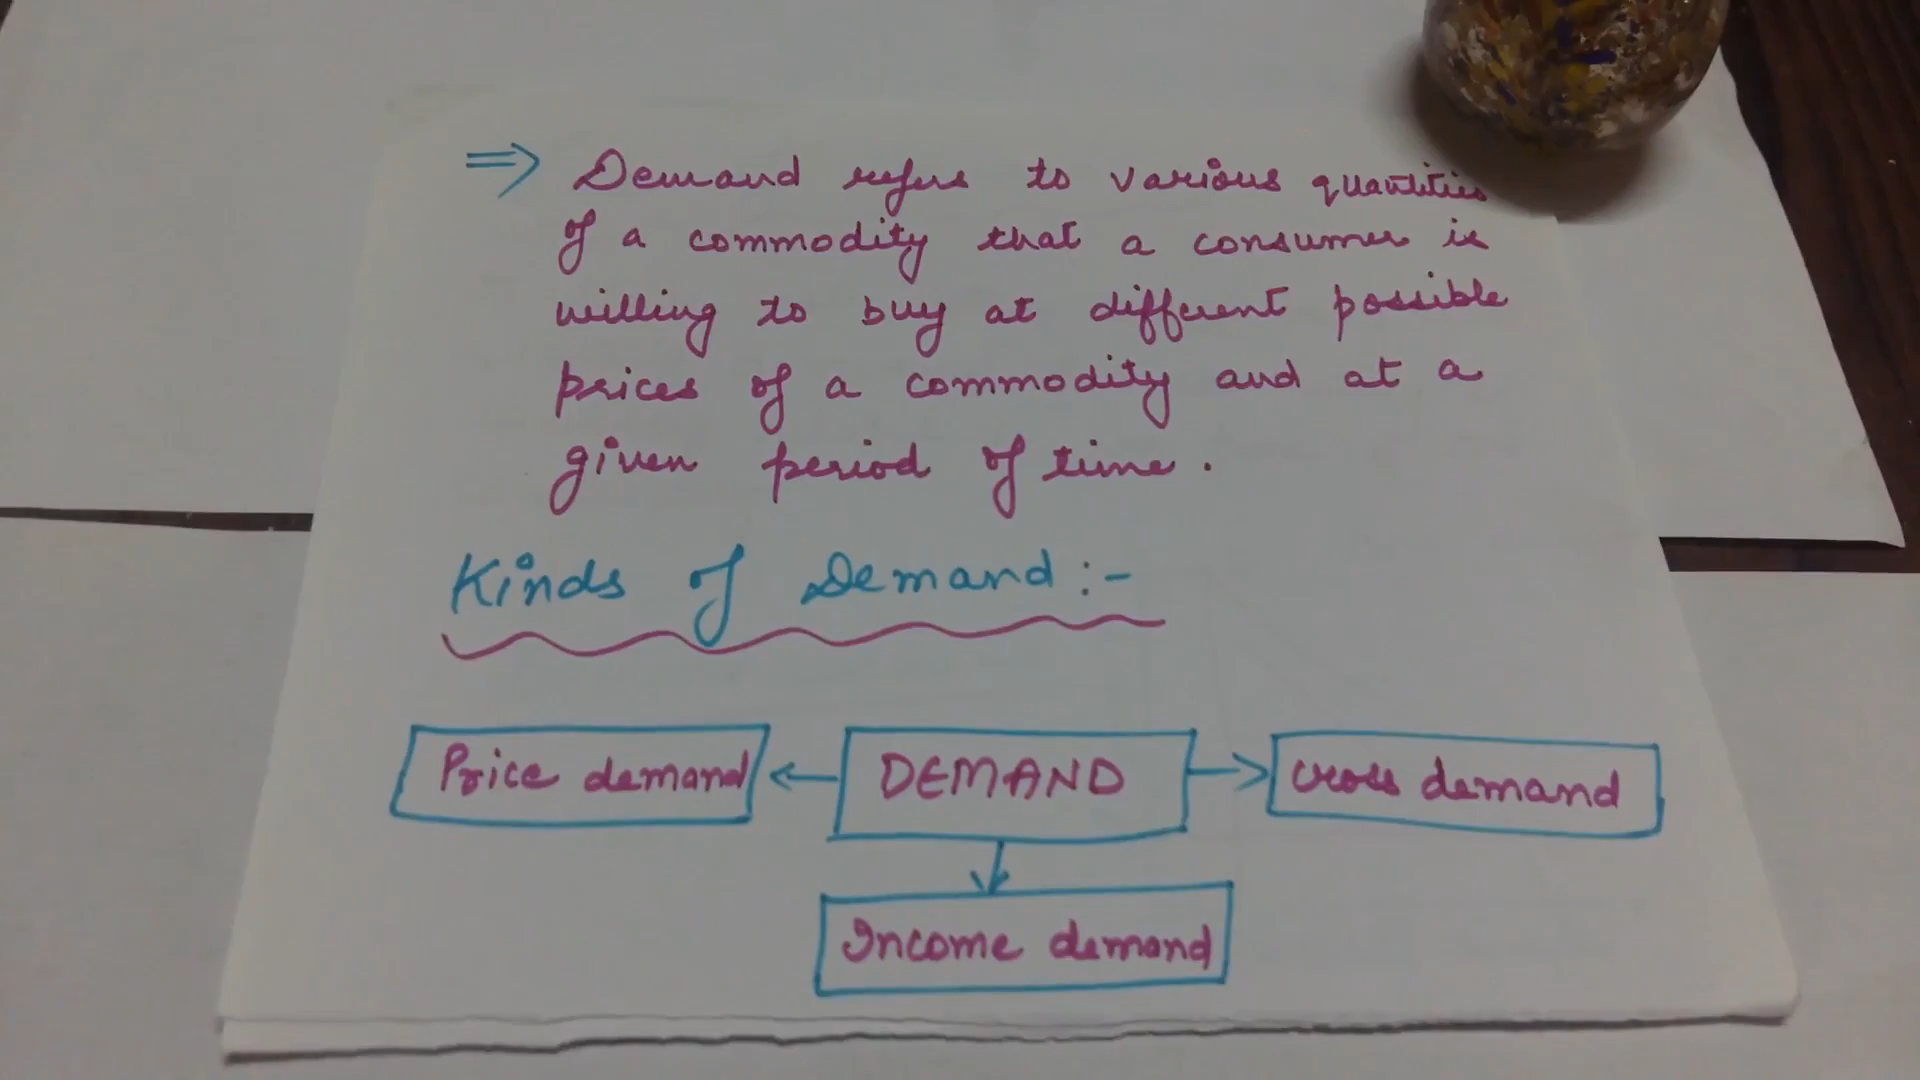 ⇒ Demand refers to various quantities
of a commodity that a consumer is
willing to buy at different possible
prices of a commodity and at a
given period of time.
Kinds of Demand :-
Price demand ← DEMAND → cross demand
Income demand